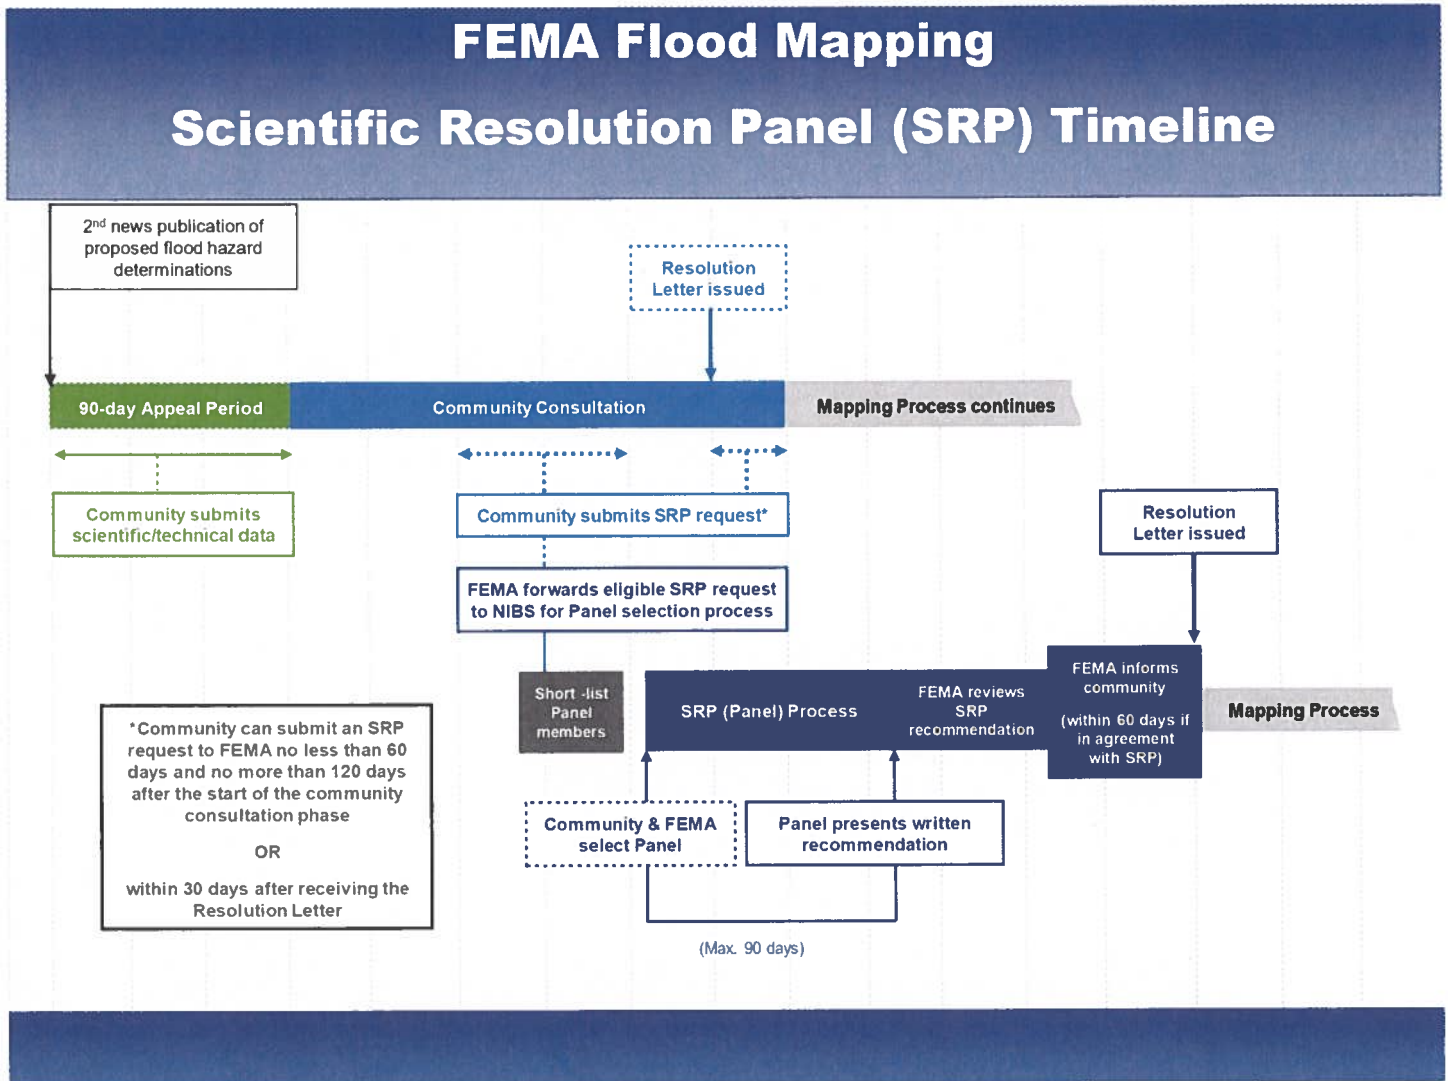 FEMA Flood Mapping
Scientific Resolution Panel (SRP) Timeline
2nd news publication of
proposed flood hazard
determinations
Resolution
Letter issued
90-day Appeal Period
Community Consultation
Mapping Process continues
Community submits
scientific/technical data
Community submits SRP request*
Resolution
Letter issued
FEMA forwards eligible SRP request
to NIBS for Panel selection process
Short -list
Panel
members
SRP (Panel) Process
FEMA reviews
SRP
recommendation
FEMA informs
community
(within 60 days if
in agreement
with SRP)
Mapping Process
*Community can submit an SRP
request to FEMA no less than 60
days and no more than 120 days
after the start of the community
consultation phase
OR
within 30 days after receiving the
Resolution Letter
Community & FEMA
select Panel
Panel presents written
recommendation
(Max. 90 days)